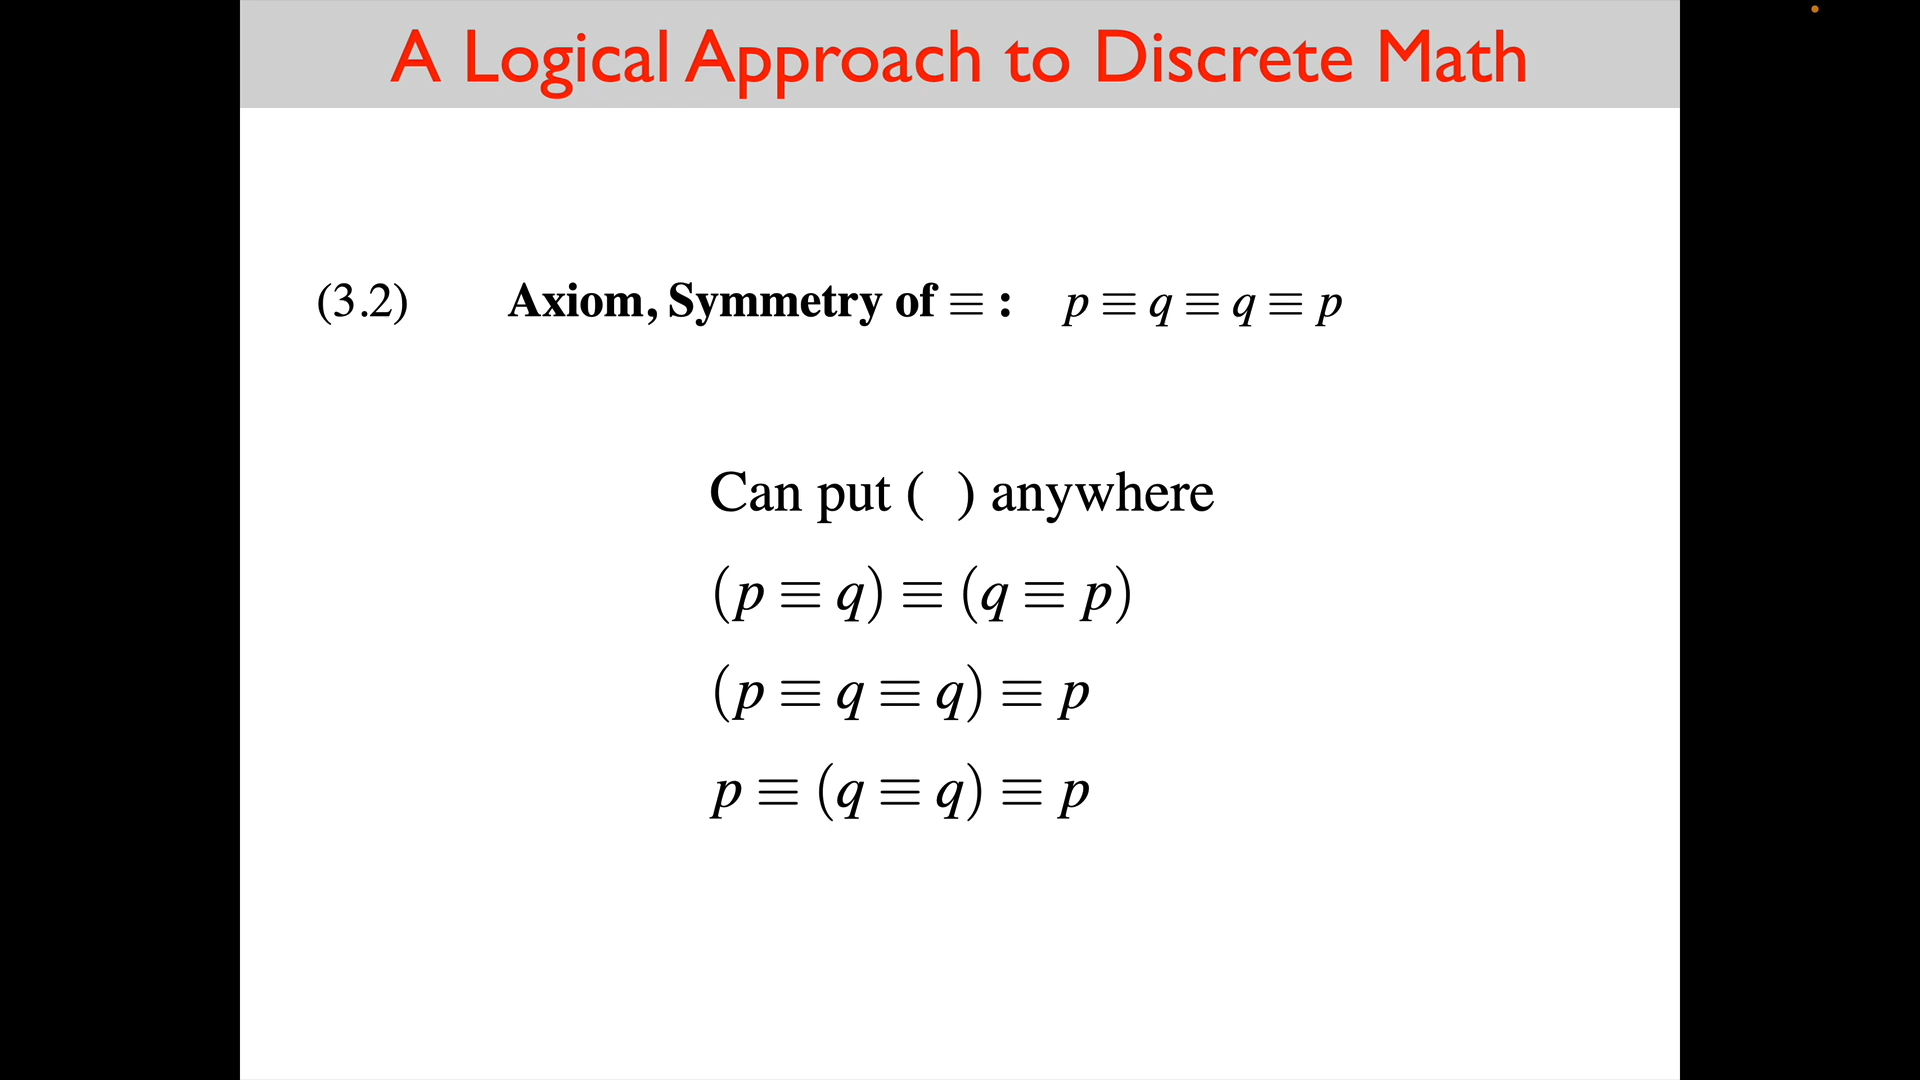 A Logical Approach to Discrete Math
(3.2) Axiom, Symmetry of ≡ : p ≡ q ≡ q ≡ p
Can put ( ) anywhere
(p ≡ q) ≡ (q ≡ p)
(p ≡ q ≡ q) ≡ p
p ≡ (q ≡ q) ≡ p